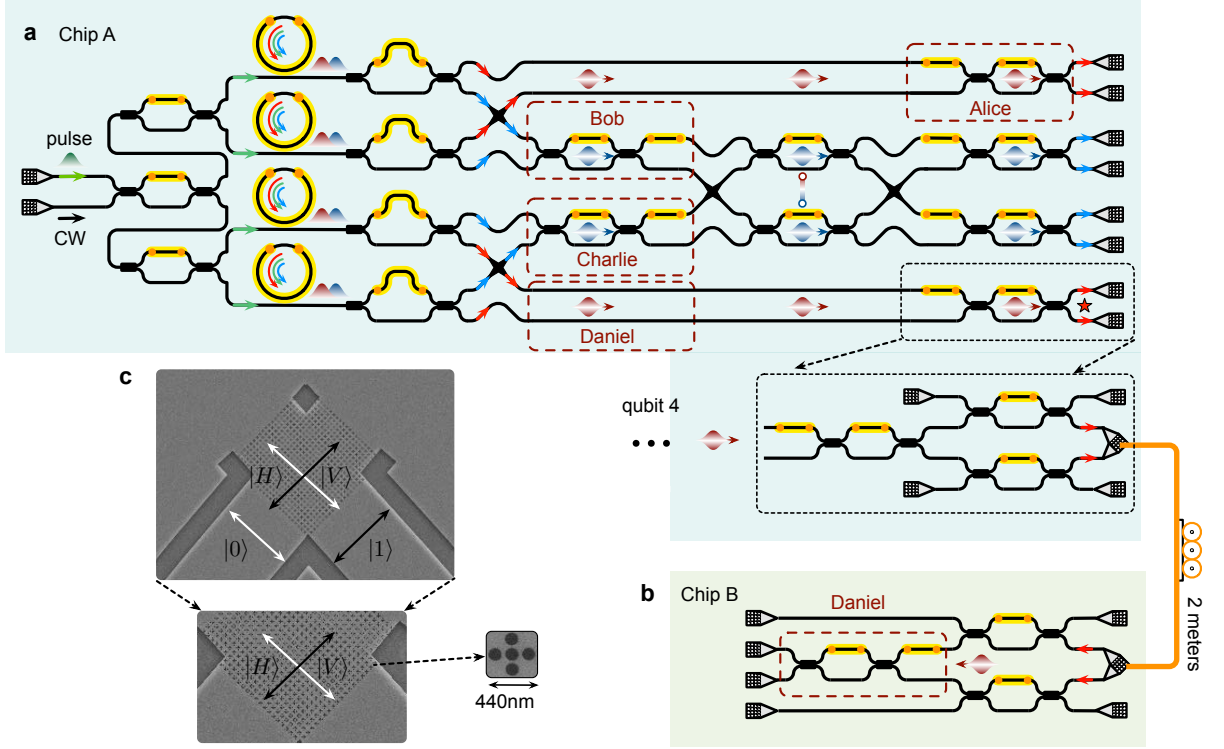 a Chip A
pulse
CW
Bob
Alice
Charlie
Daniel
qubit 4
c
|H⟩ |V⟩
|0⟩ |1⟩
|H⟩ |V⟩
440nm
b Chip B
Daniel
2 meters